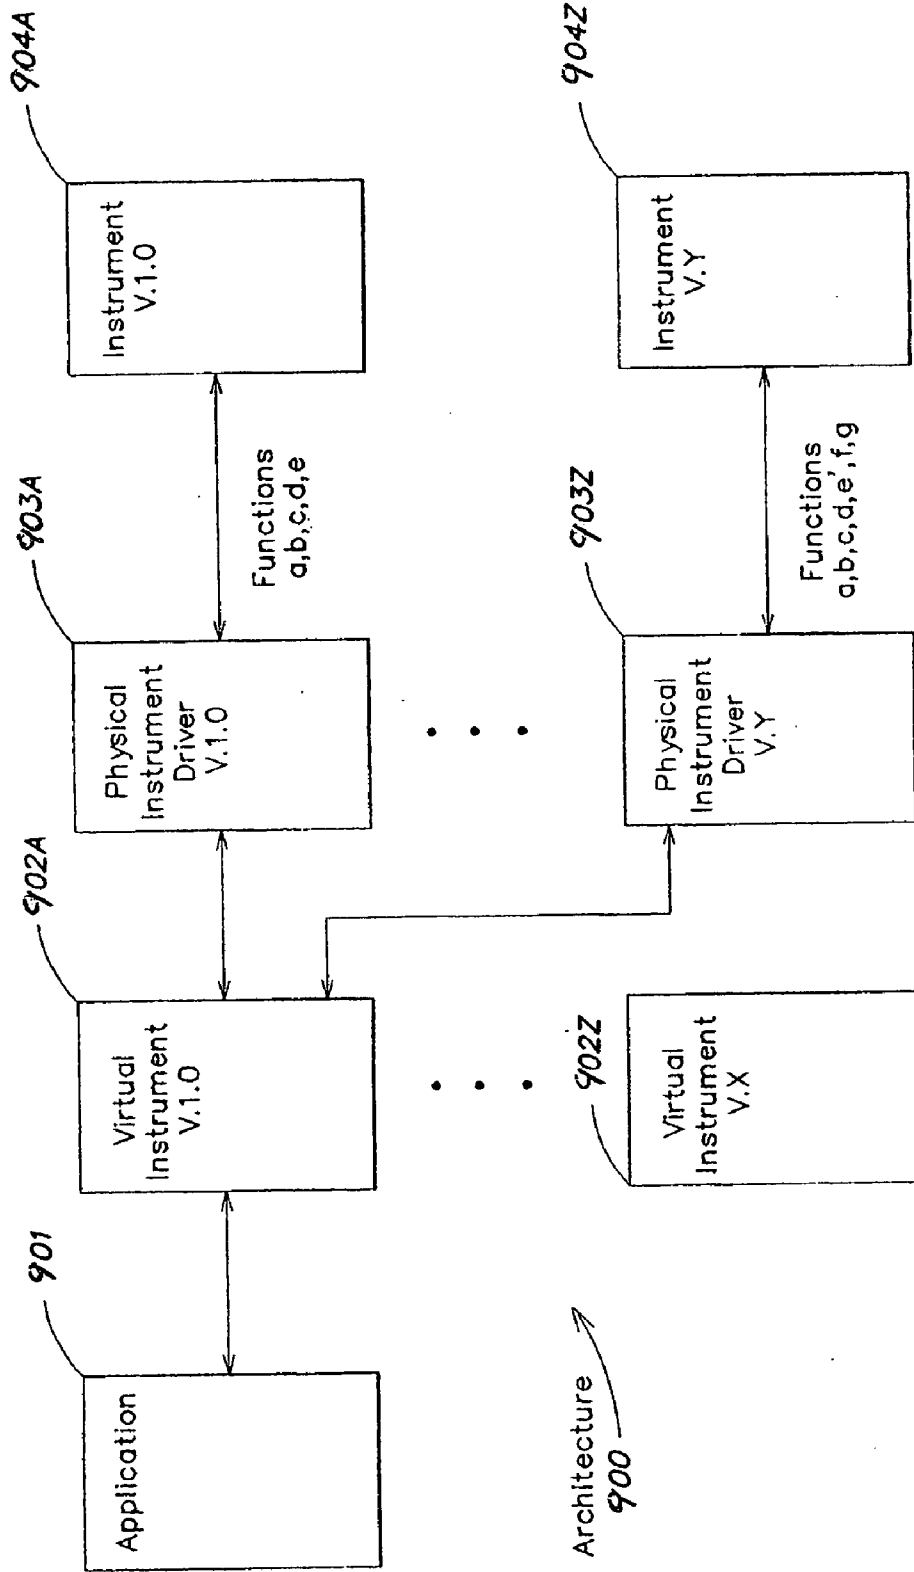 901
Application
902A
Virtual
Instrument
V.1.0
903A
Physical
Instrument
Driver
V.1.0
Functions
a,b,c,d,e
904A
Instrument
V.1.0
902Z
Virtual
Instrument
V.X
903Z
Physical
Instrument
Driver
V.Y
Functions
a,b,c,d,e',f,g
904Z
Instrument
V.Y
Architecture
900